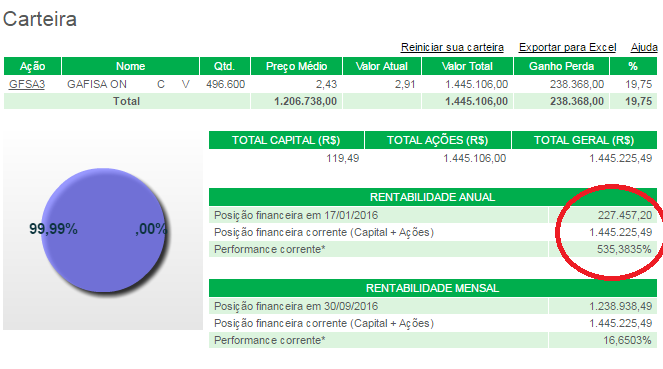 Carteira
Reiniciar sua carteira Exportar para Excel Ajuda
Ação Nome Qtd. Preço Médio Valor Atual Valor Total Ganho Perda %
GFSA3 GAFISA ON C V 496.600 2,43 2,91 1.445.106,00 238.368,00 19,75
Total 1.206.738,00 1.445.106,00 238.368,00 19,75
TOTAL CAPITAL (R$) TOTAL AÇÕES (R$) TOTAL GERAL (R$)
119,49 1.445.106,00 1.445.225,49
99,99% ,00%
RENTABILIDADE ANUAL
Posição financeira em 17/01/2016 227.457,20
Posição financeira corrente (Capital + Ações) 1.445.225,49
Performance corrente* 535,3835%
RENTABILIDADE MENSAL
Posição financeira em 30/09/2016 1.238.938,49
Posição financeira corrente (Capital + Ações) 1.445.225,49
Performance corrente* 16,6503%